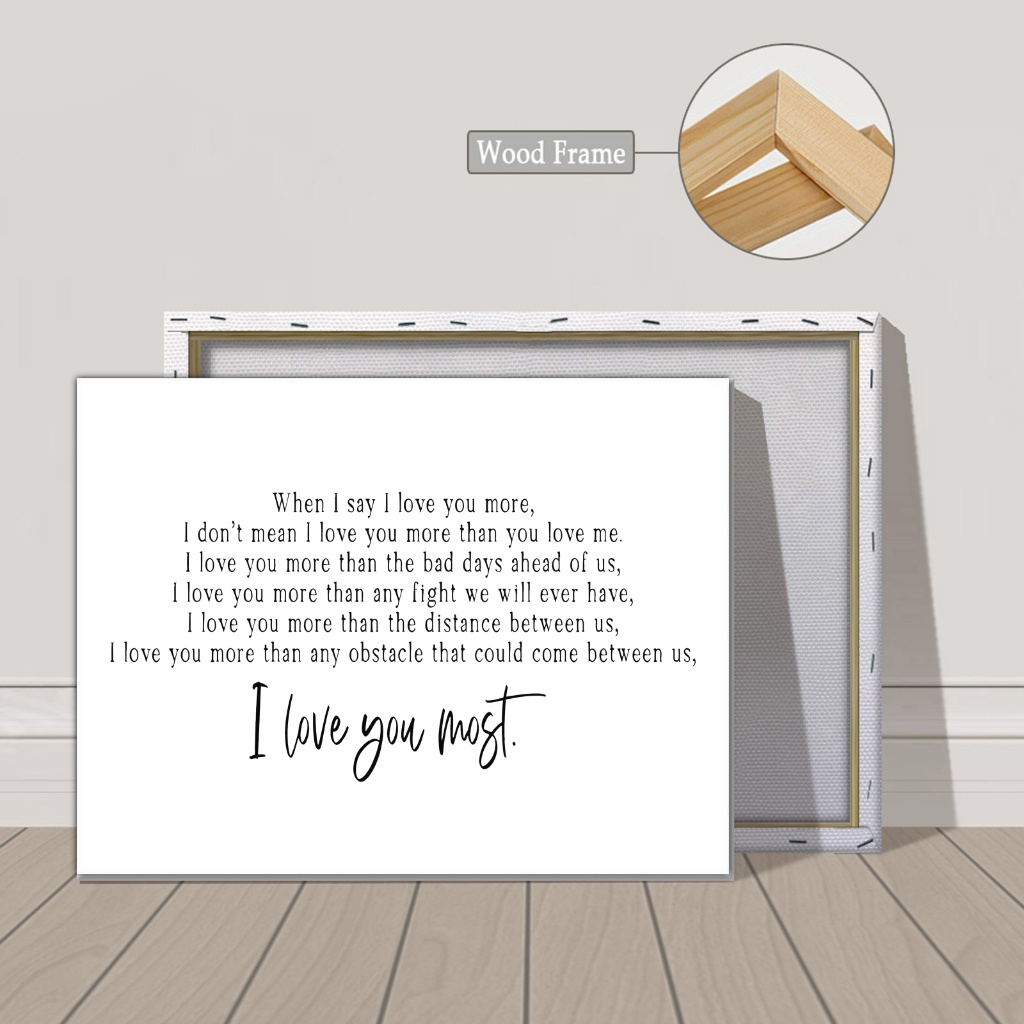 Wood Frame
When I say I love you more,
I don't mean I love you more than you love me.
I love you more than the bad days ahead of us,
I love you more than any fight we will ever have,
I love you more than the distance between us,
I love you more than any obstacle that could come between us,
I love you most.